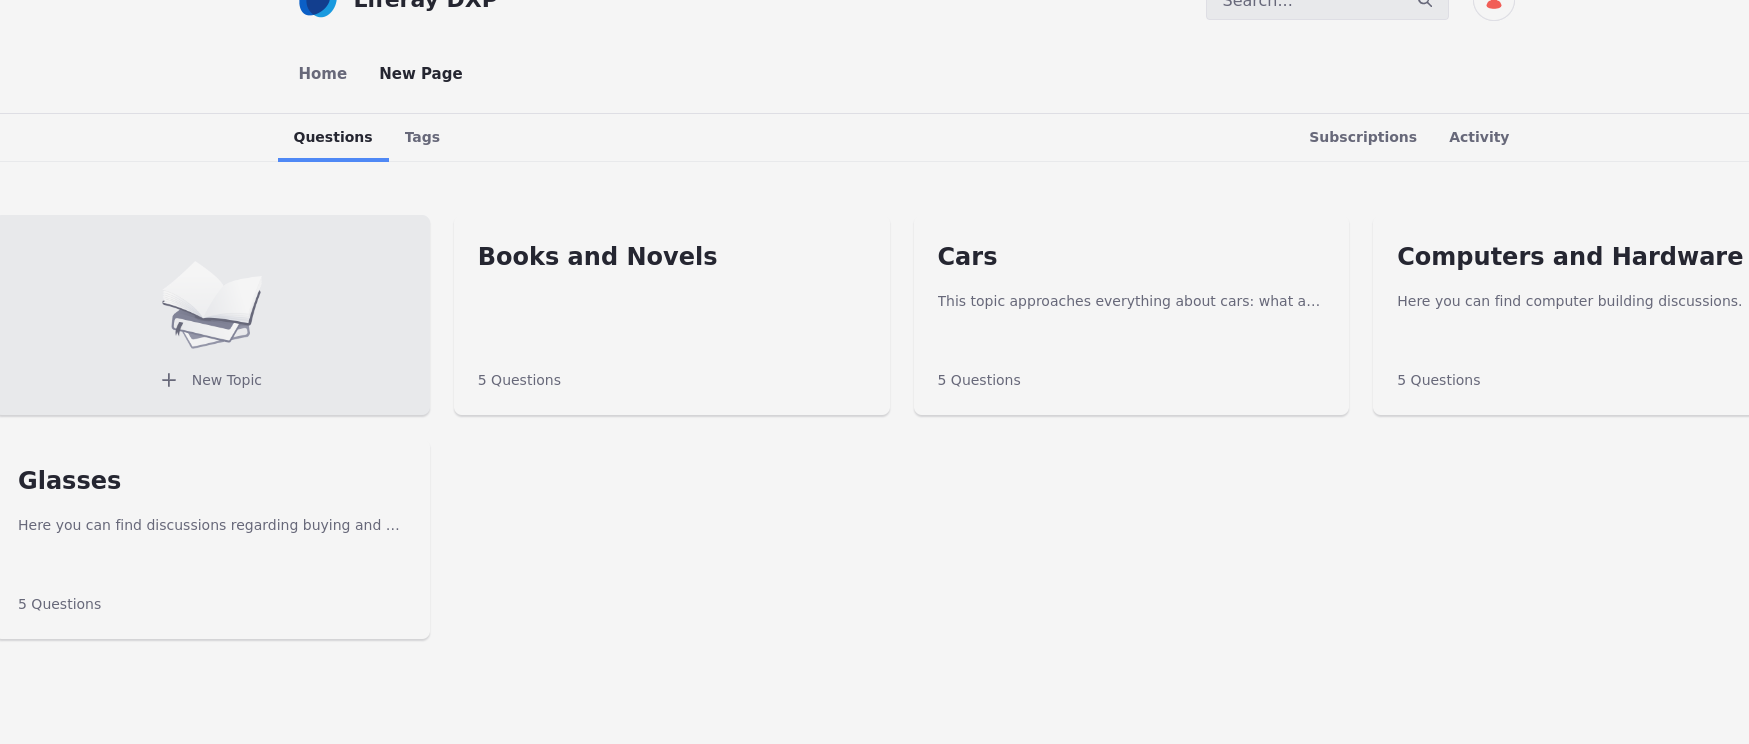 Liferay DXP
Search...
Home
New Page
Questions
Tags
Subscriptions
Activity
New Topic
Books and Novels
5 Questions
Cars
This topic approaches everything about cars: what a...
5 Questions
Computers and Hardware
Here you can find computer building discussions.
5 Questions
Glasses
Here you can find discussions regarding buying and ...
5 Questions